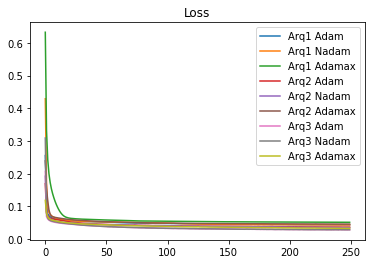 Loss
0.6
0.5
0.4
0.3
0.2
0.1
0.0
0
50
100
150
200
250
Arq1 Adam
Arq1 Nadam
Arq1 Adamax
Arq2 Adam
Arq2 Nadam
Arq2 Adamax
Arq3 Adam
Arq3 Nadam
Arq3 Adamax